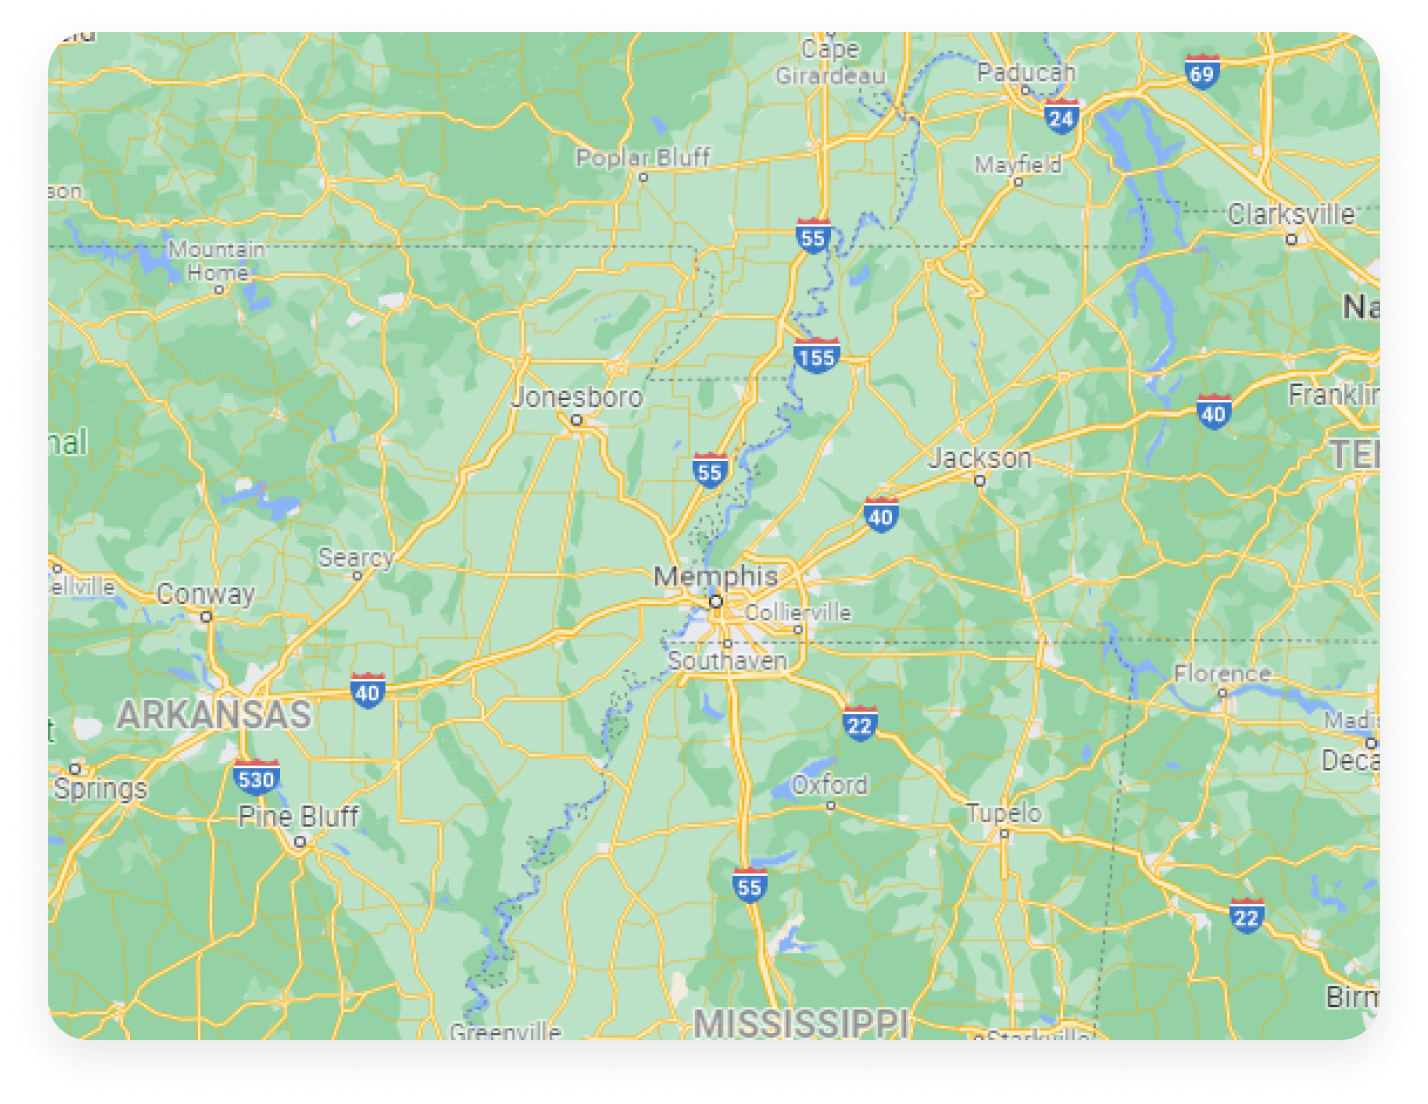 Cape
Girardeau
Paducah
69
24
Poplar Bluff
Mayfield
son
Clarksville
55
Mountain
Home
Na
155
Jonesboro
Franklin
40
nal
TEN
Jackson
55
40
Searcy
Memphis
ellville
Conway
Collierville
Southaven
Florence
40
ARKANSAS
22
Madis
t
Deca
530
Springs
Oxford
Pine Bluff
Tupelo
55
22
Birm
MISSISSIPPI
Greenville
Starkville